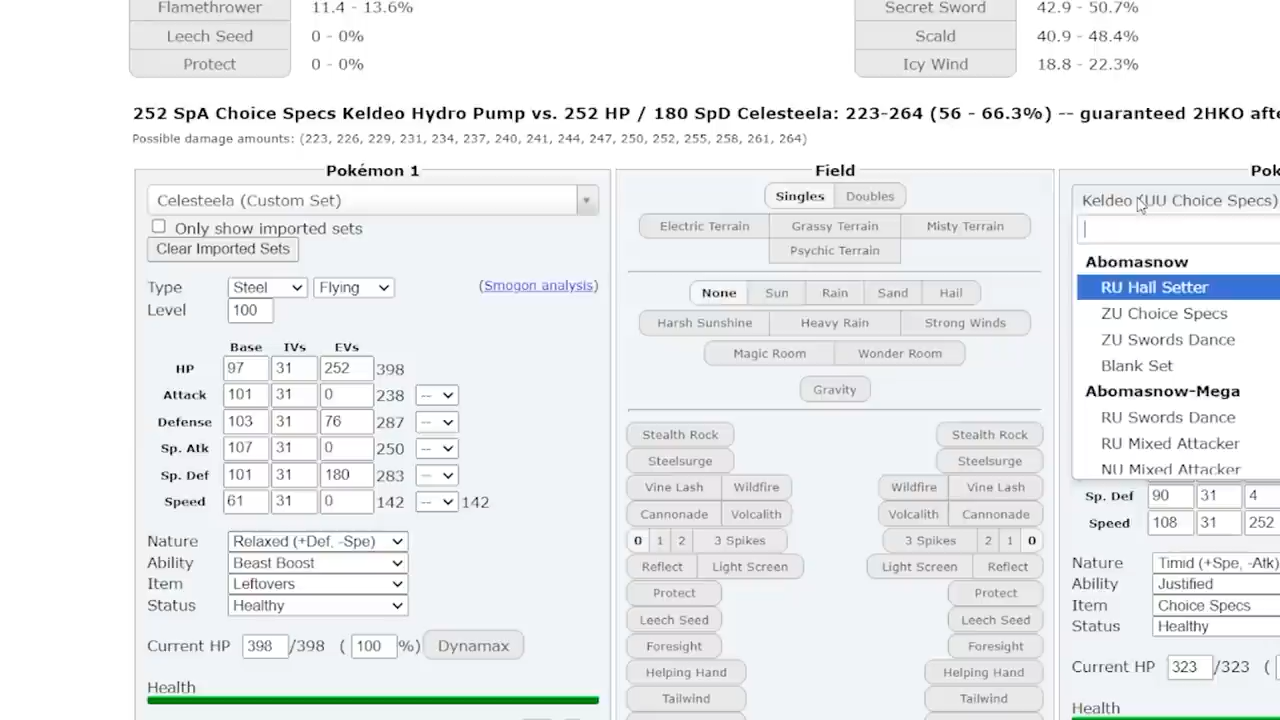 Flamethrower 11.4 - 13.6% Secret Sword 42.9 - 50.7%
Leech Seed 0 - 0% Scald 40.9 - 48.4%
Protect 0 - 0% Icy Wind 18.8 - 22.3%
252 SpA Choice Specs Keldeo Hydro Pump vs. 252 HP / 180 SpD Celesteela: 223-264 (56 - 66.3%) -- guaranteed 2HKO afte
Possible damage amounts: (223, 226, 229, 231, 234, 237, 240, 241, 244, 247, 250, 252, 255, 258, 261, 264)
Pokémon 1
Celesteela (Custom Set)
Only show imported sets
Clear Imported Sets
Type Steel Flying (Smogon analysis)
Level 100
Base IVs EVs
HP 97 31 252 398
Attack 101 31 0 238 --
Defense 103 31 76 287 --
Sp. Atk 107 31 0 250 --
Sp. Def 101 31 180 283 --
Speed 61 31 0 142 -- 142
Nature Relaxed (+Def, -Spe)
Ability Beast Boost
Item Leftovers
Status Healthy
Current HP 398 /398 ( 100 %) Dynamax
Health
Field
Singles Doubles
Electric Terrain Grassy Terrain Misty Terrain
Psychic Terrain
None Sun Rain Sand Hail
Harsh Sunshine Heavy Rain Strong Winds
Magic Room Wonder Room
Gravity
Stealth Rock Stealth Rock
Steelsurge Steelsurge
Vine Lash Wildfire Wildfire Vine Lash
Cannonade Volcalith Volcalith Cannonade
0 1 2 3 Spikes 3 Spikes 2 1 0
Reflect Light Screen Light Screen Reflect
Protect Protect
Leech Seed Leech Seed
Foresight Foresight
Helping Hand Helping Hand
Tailwind Tailwind
Pok
Keldeo (UU Choice Specs)
Abomasnow
RU Hail Setter
ZU Choice Specs
ZU Swords Dance
Blank Set
Abomasnow-Mega
RU Swords Dance
RU Mixed Attacker
NU Mixed Attacker
Sp. Def 90 31 4
Speed 108 31 252
Nature Timid (+Spe, -Atk)
Ability Justified
Item Choice Specs
Status Healthy
Current HP 323 /323 (
Health